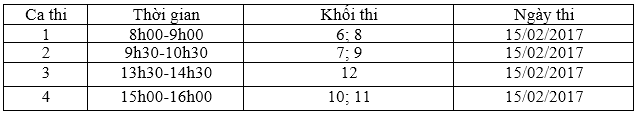 Ca thi Thời gian Khối thi Ngày thi
1 8h00-9h00 6; 8 15/02/2017
2 9h30-10h30 7; 9 15/02/2017
3 13h30-14h30 12 15/02/2017
4 15h00-16h00 10; 11 15/02/2017